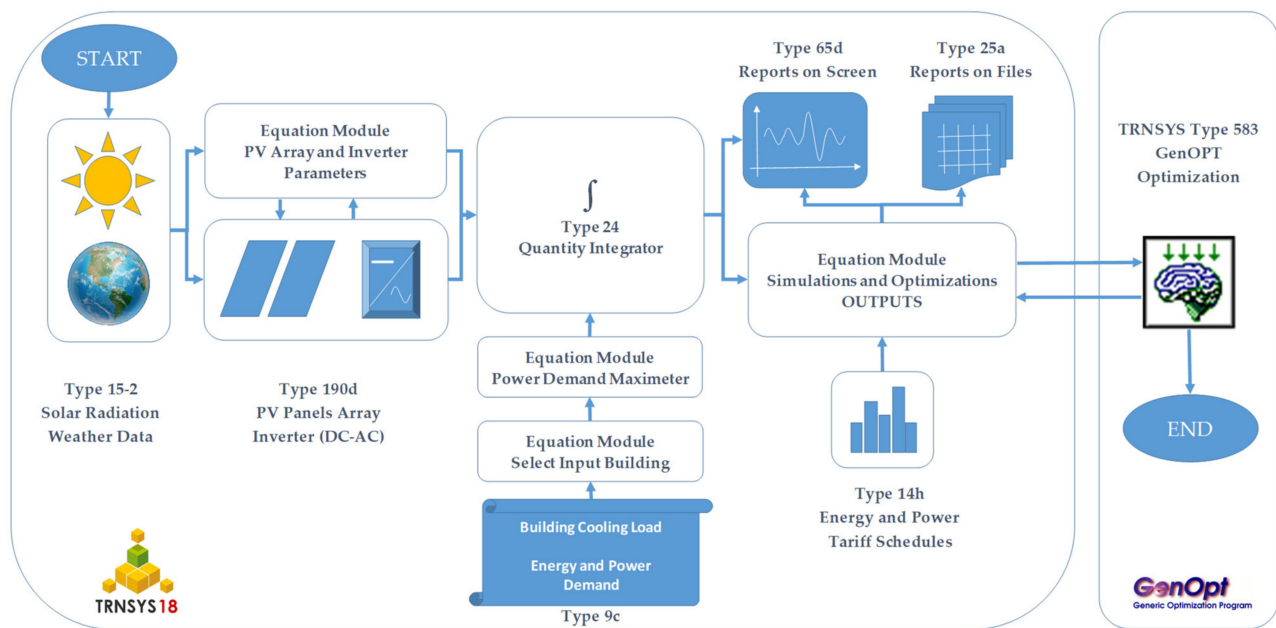 START
Equation Module
PV Array and Inverter
Parameters
∫
Type 24
Quantity Integrator
Type 65d
Reports on Screen
Type 25a
Reports on Files
TRNSYS Type 583
GenOPT
Optimization
Equation Module
Simulations and Optimizations
OUTPUTS
Type 15-2
Solar Radiation
Weather Data
Type 190d
PV Panels Array
Inverter (DC-AC)
Equation Module
Power Demand Maximeter
Equation Module
Select Input Building
Building Cooling Load
Energy and Power
Demand
Type 9c
Type 14h
Energy and Power
Tariff Schedules
END
TRNSYS 18
GenOpt
Generic Optimization Program